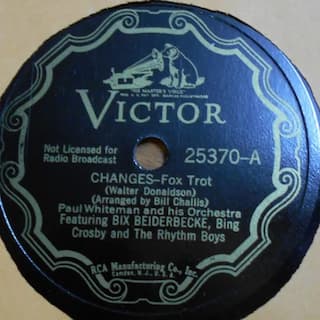 "HIS MASTER'S VOICE"
VICTOR
Not Licensed for
Radio Broadcast
25370-A
CHANGES–Fox Trot
(Walter Donaldson)
(Arranged by Bill Challis)
Paul Whiteman and his Orchestra
Featuring BIX BEIDERBECKE, Bing
Crosby and The Rhythm Boys
RCA Manufacturing Co., Inc.
Camden, N.J., U.S.A.